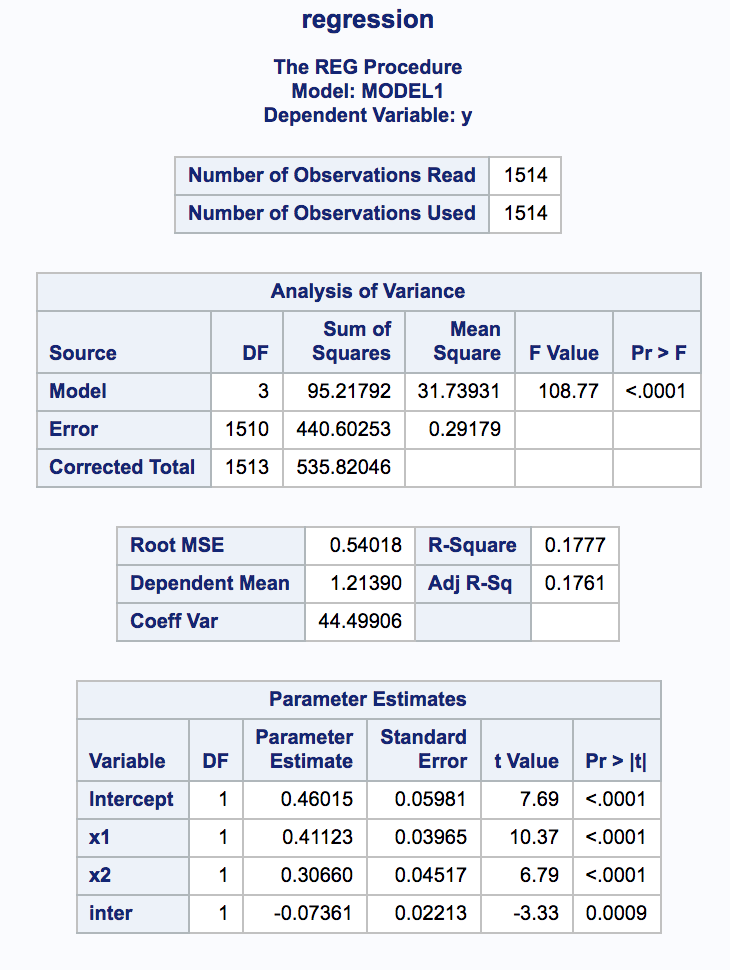 regression
The REG Procedure
Model: MODEL1
Dependent Variable: y
Number of Observations Read 1514
Number of Observations Used 1514
Analysis of Variance
Source DF Sum of Squares Mean Square F Value Pr > F
Model 3 95.21792 31.73931 108.77 <.0001
Error 1510 440.60253 0.29179
Corrected Total 1513 535.82046
Root MSE 0.54018 R-Square 0.1777
Dependent Mean 1.21390 Adj R-Sq 0.1761
Coeff Var 44.49906
Parameter Estimates
Variable DF Parameter Estimate Standard Error t Value Pr > |t|
Intercept 1 0.46015 0.05981 7.69 <.0001
x1 1 0.41123 0.03965 10.37 <.0001
x2 1 0.30660 0.04517 6.79 <.0001
inter 1 -0.07361 0.02213 -3.33 0.0009